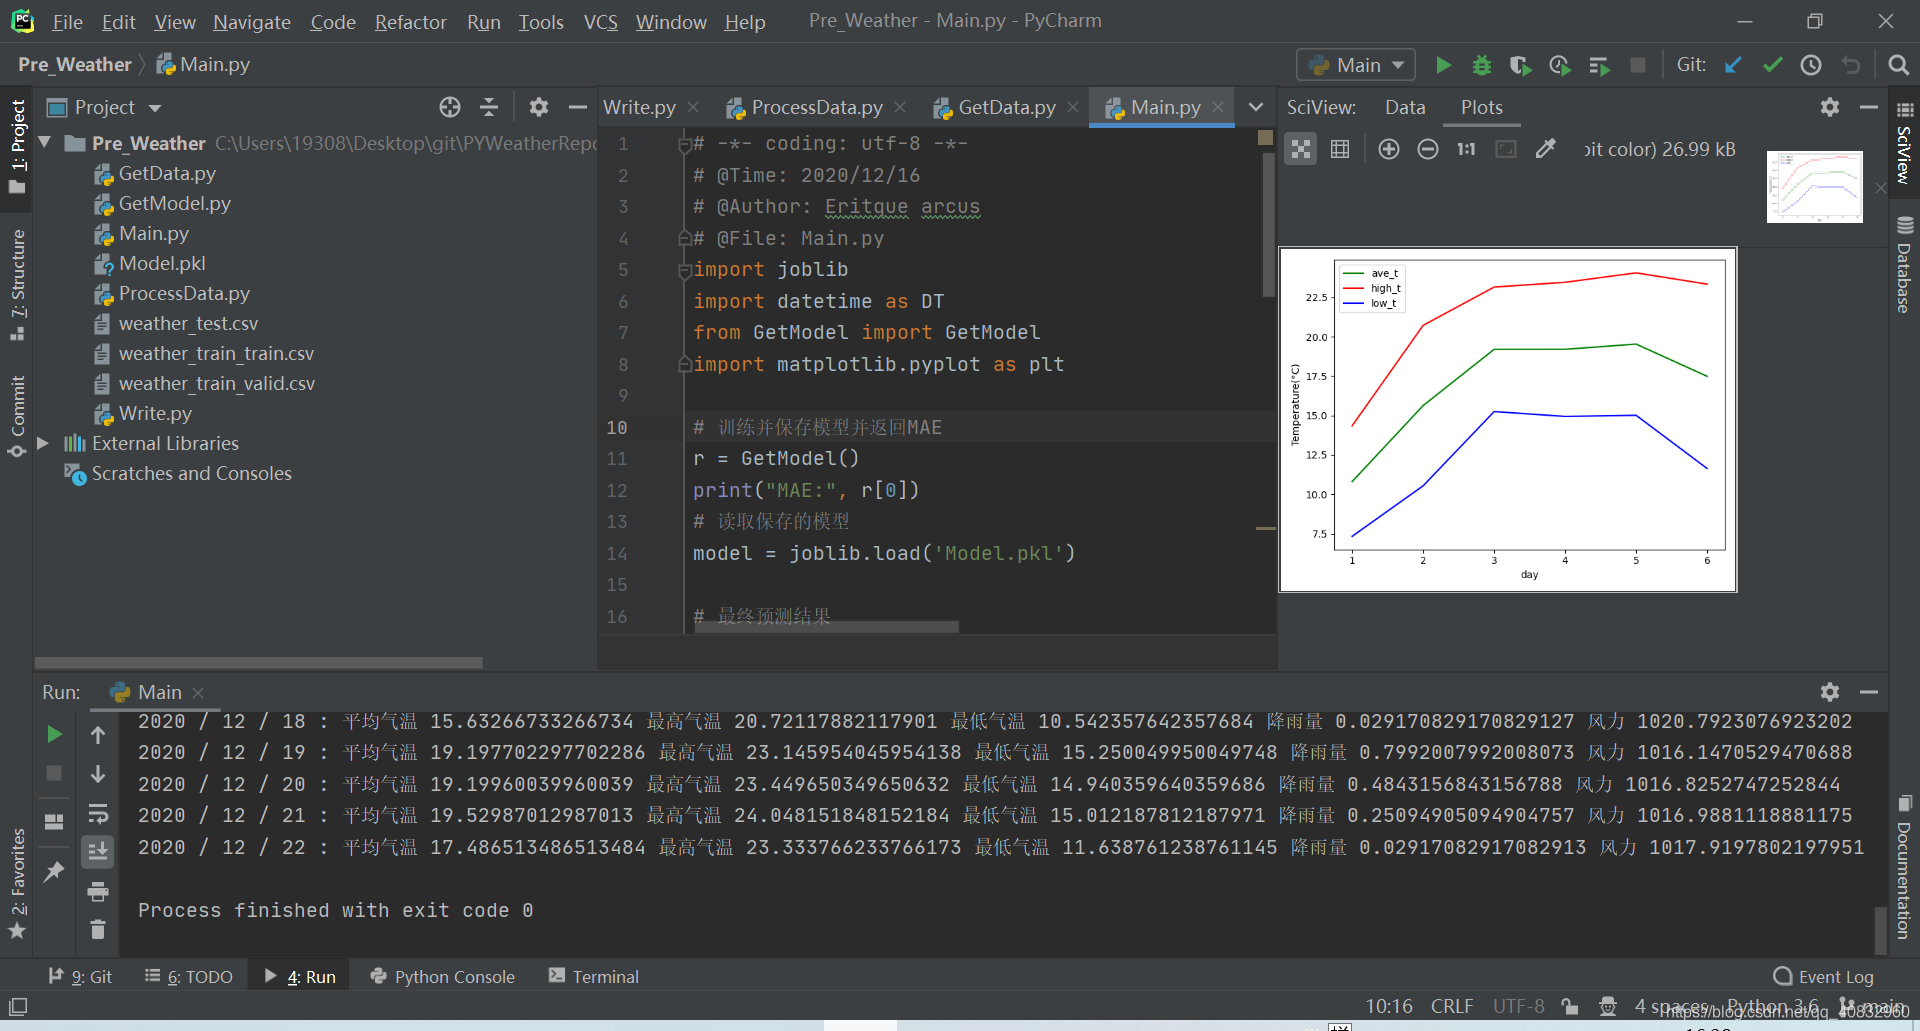 File Edit View Navigate Code Refactor Run Tools VCS Window Help Pre_Weather - Main.py - PyCharm
Pre_Weather Main.py Main Git:
1: Project
7: Structure
Commit
2: Favorites
Project
Pre_Weather C:\Users\19308\Desktop\git\PYWeatherRepo
GetData.py
GetModel.py
Main.py
Model.pkl
ProcessData.py
weather_test.csv
weather_train_train.csv
weather_train_valid.csv
Write.py
External Libraries
Scratches and Consoles
Write.py ProcessData.py GetData.py Main.py
1 # -*- coding: utf-8 -*-
2 # @Time: 2020/12/16
3 # @Author: Eritque arcus
4 # @File: Main.py
5 import joblib
6 import datetime as DT
7 from GetModel import GetModel
8 import matplotlib.pyplot as plt
9
10 # 训练并保存模型并返回MAE
11 r = GetModel()
12 print("MAE:", r[0])
13 # 读取保存的模型
14 model = joblib.load('Model.pkl')
15
16 # 最终预测结果
SciView: Data Plots
1:1 bit color) 26.99 kB
ave_t
high_t
low_t
22.5
20.0
17.5
15.0
12.5
10.0
7.5
Temperature(°C)
1 2 3 4 5 6
day
SciView
Database
Documentation
Run: Main
2020 / 12 / 18 : 平均气温 15.63266733266734 最高气温 20.72117882117901 最低气温 10.542357642357684 降雨量 0.029170829170829127 风力 1020.7923076923202
2020 / 12 / 19 : 平均气温 19.197702297702286 最高气温 23.145954045954138 最低气温 15.250049950049748 降雨量 0.7992007992008073 风力 1016.1470529470688
2020 / 12 / 20 : 平均气温 19.19960039960039 最高气温 23.449650349650632 最低气温 14.940359640359686 降雨量 0.4843156843156788 风力 1016.8252747252844
2020 / 12 / 21 : 平均气温 19.52987012987013 最高气温 24.048151848152184 最低气温 15.012187812187971 降雨量 0.25094905094904757 风力 1016.9881118881175
2020 / 12 / 22 : 平均气温 17.486513486513484 最高气温 23.333766233766173 最低气温 11.638761238761145 降雨量 0.02917082917082913 风力 1017.9197802197951
Process finished with exit code 0
9: Git 6: TODO 4: Run Python Console Terminal Event Log
10:16 CRLF UTF-8 4 spaces Python 3.6 main
https://blog.csdn.net/qq_40832960